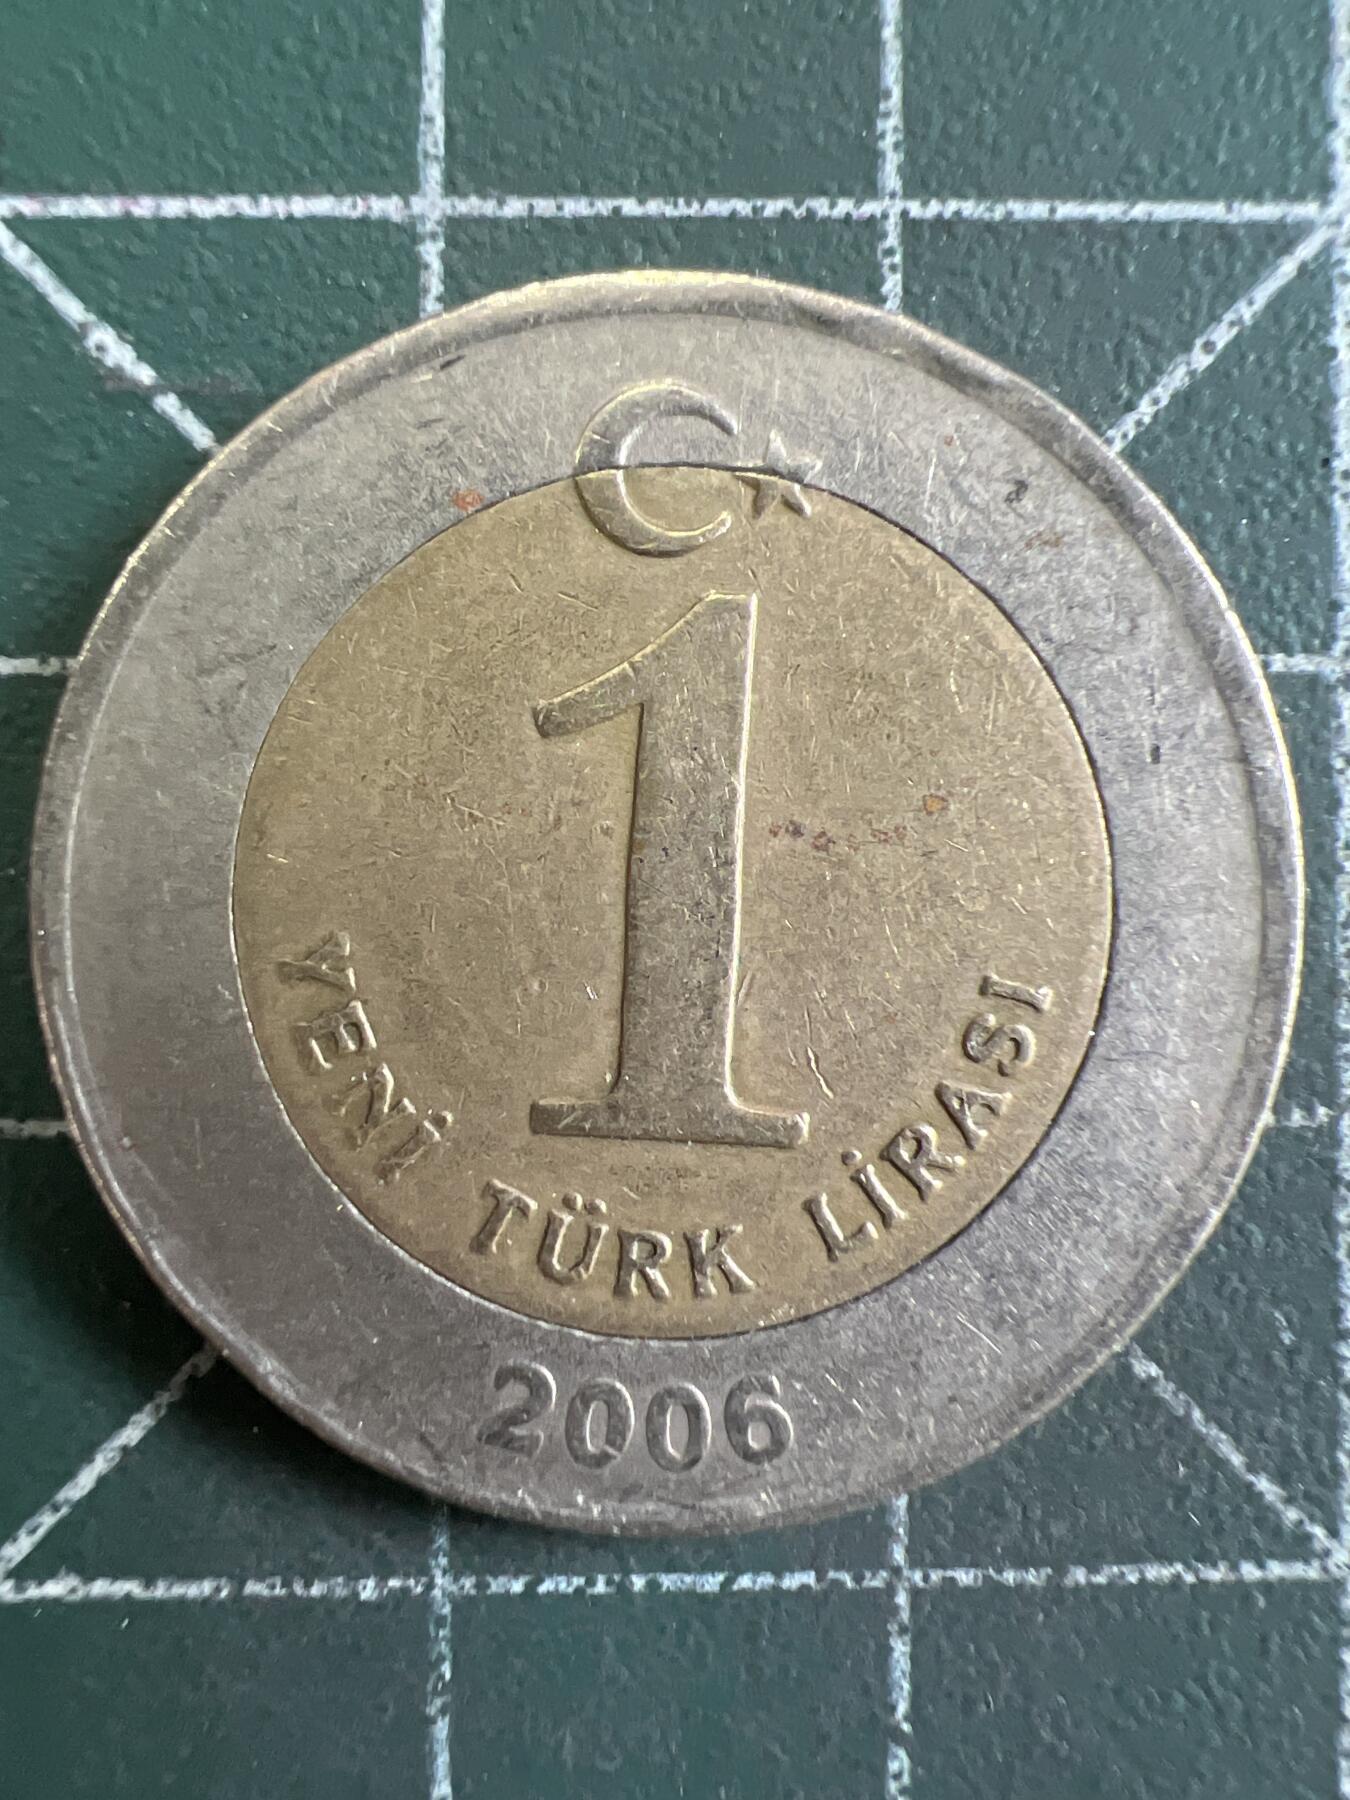 1
YENİ TÜRK LİRASI
2006